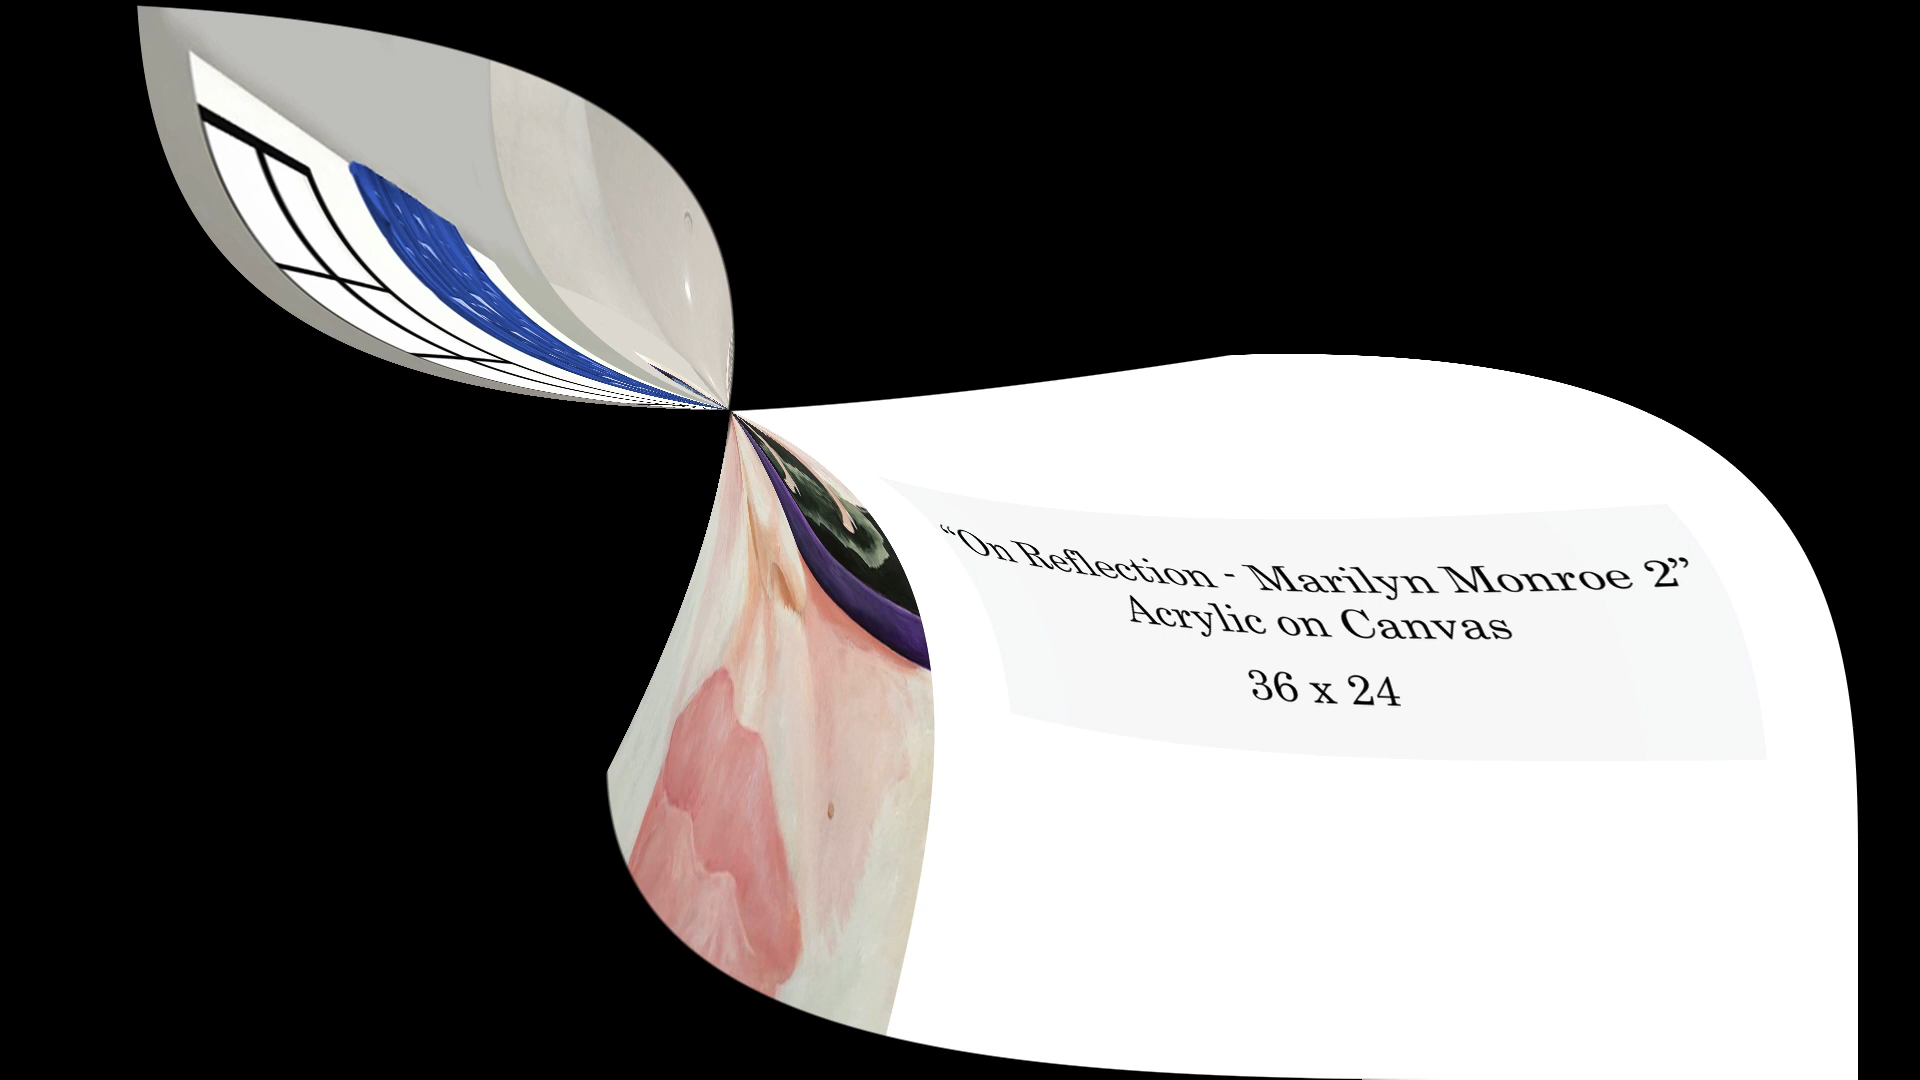 “On Reflection - Marilyn Monroe 2”
Acrylic on Canvas
36 x 24